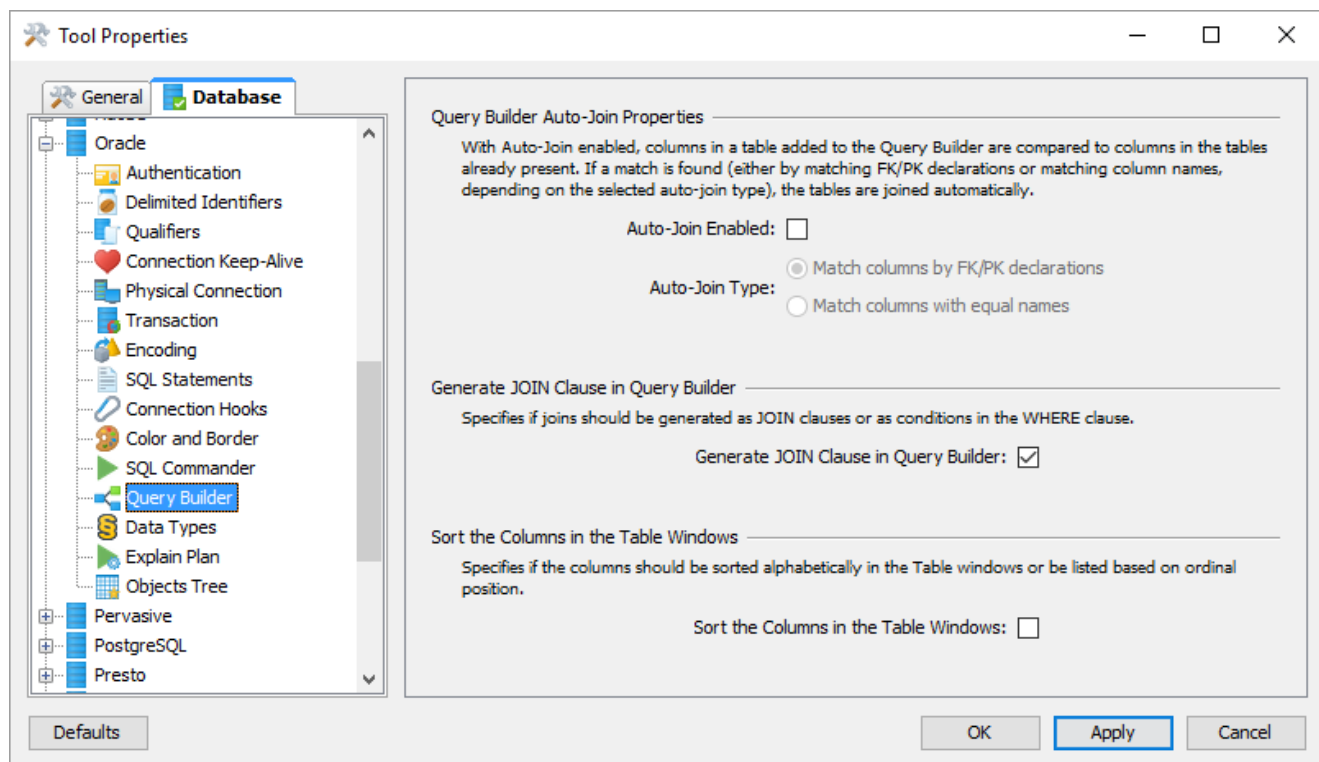 Tool Properties
General
Database
Oracle
Authentication
Delimited Identifiers
Qualifiers
Connection Keep-Alive
Physical Connection
Transaction
Encoding
SQL Statements
Connection Hooks
Color and Border
SQL Commander
Query Builder
Data Types
Explain Plan
Objects Tree
Pervasive
PostgreSQL
Presto
Query Builder Auto-Join Properties
With Auto-Join enabled, columns in a table added to the Query Builder are compared to columns in the tables
already present. If a match is found (either by matching FK/PK declarations or matching column names,
depending on the selected auto-join type), the tables are joined automatically.
Auto-Join Enabled:
Auto-Join Type:
Match columns by FK/PK declarations
Match columns with equal names
Generate JOIN Clause in Query Builder
Specifies if joins should be generated as JOIN clauses or as conditions in the WHERE clause.
Generate JOIN Clause in Query Builder:
Sort the Columns in the Table Windows
Specifies if the columns should be sorted alphabetically in the Table windows or be listed based on ordinal
position.
Sort the Columns in the Table Windows:
Defaults
OK
Apply
Cancel